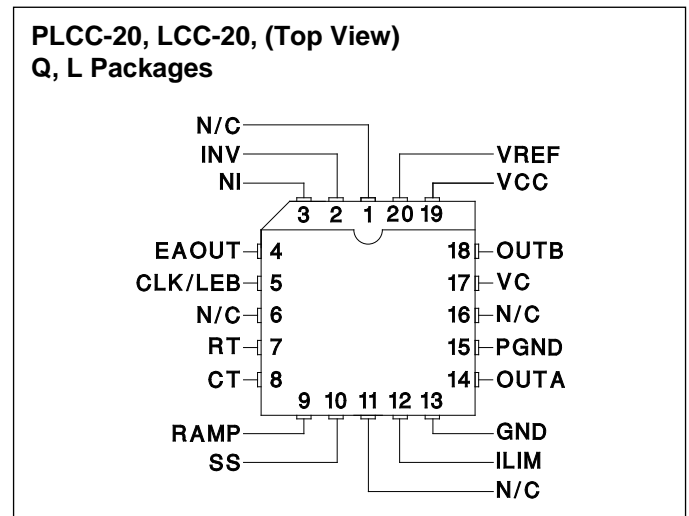 PLCC-20, LCC-20, (Top View)
Q, L Packages
N/C
INV
NI
VREF
VCC
3 2 1 20 19
EAOUT 4
CLK/LEB 5
N/C 6
RT 7
CT 8
18 OUTB
17 VC
16 N/C
15 PGND
14 OUTA
9 10 11 12 13
RAMP
SS
GND
ILIM
N/C